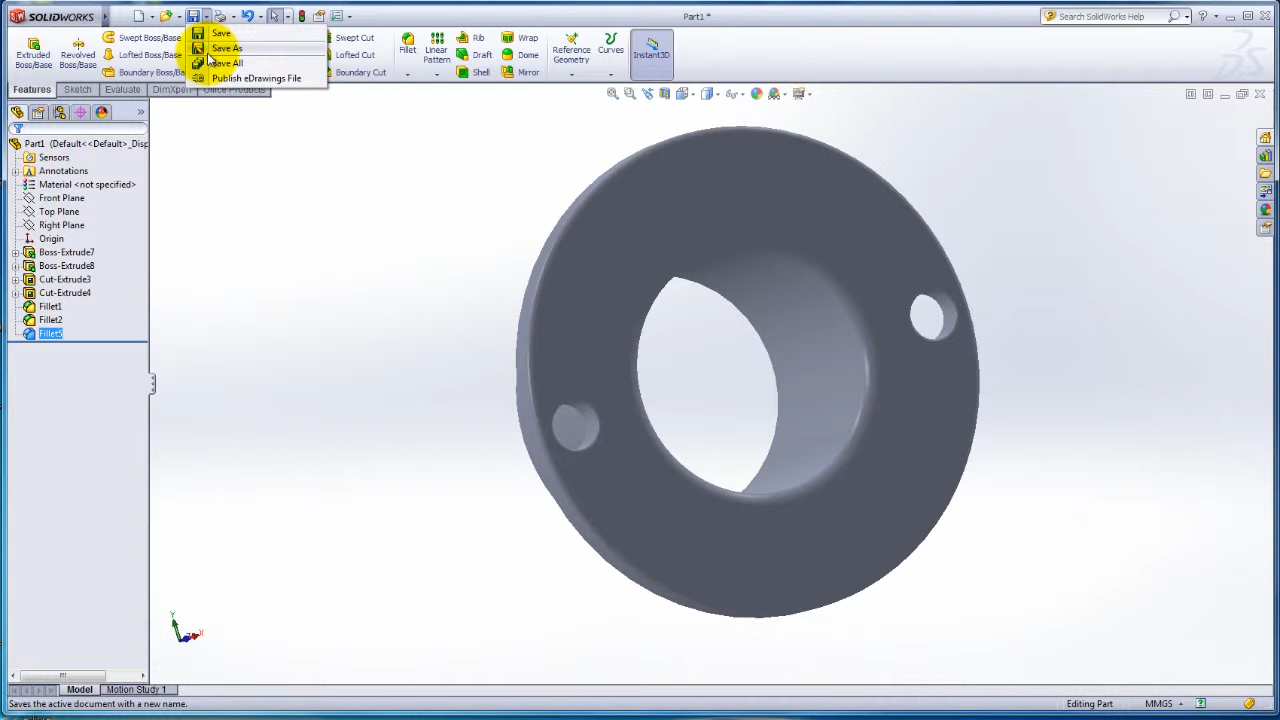 SOLIDWORKS
Part1 *
Search SolidWorks Help
Save
Save As
Save All
Publish eDrawings File
Extruded Boss/Base
Revolved Boss/Base
Swept Boss/Base
Lofted Boss/Base
Boundary Boss/Base
Swept Cut
Lofted Cut
Boundary Cut
Fillet
Linear Pattern
Rib
Draft
Shell
Wrap
Dome
Mirror
Reference Geometry
Curves
Instant3D
Features
Sketch
Evaluate
DimXpert
Office Products
Part1 (Default<<Default>_Disp
Sensors
Annotations
Material <not specified>
Front Plane
Top Plane
Right Plane
Origin
Boss-Extrude7
Boss-Extrude8
Cut-Extrude3
Cut-Extrude4
Fillet1
Fillet2
Fillet5
Y
X
Model
Motion Study 1
Saves the active document with a new name.
Editing Part
MMGS